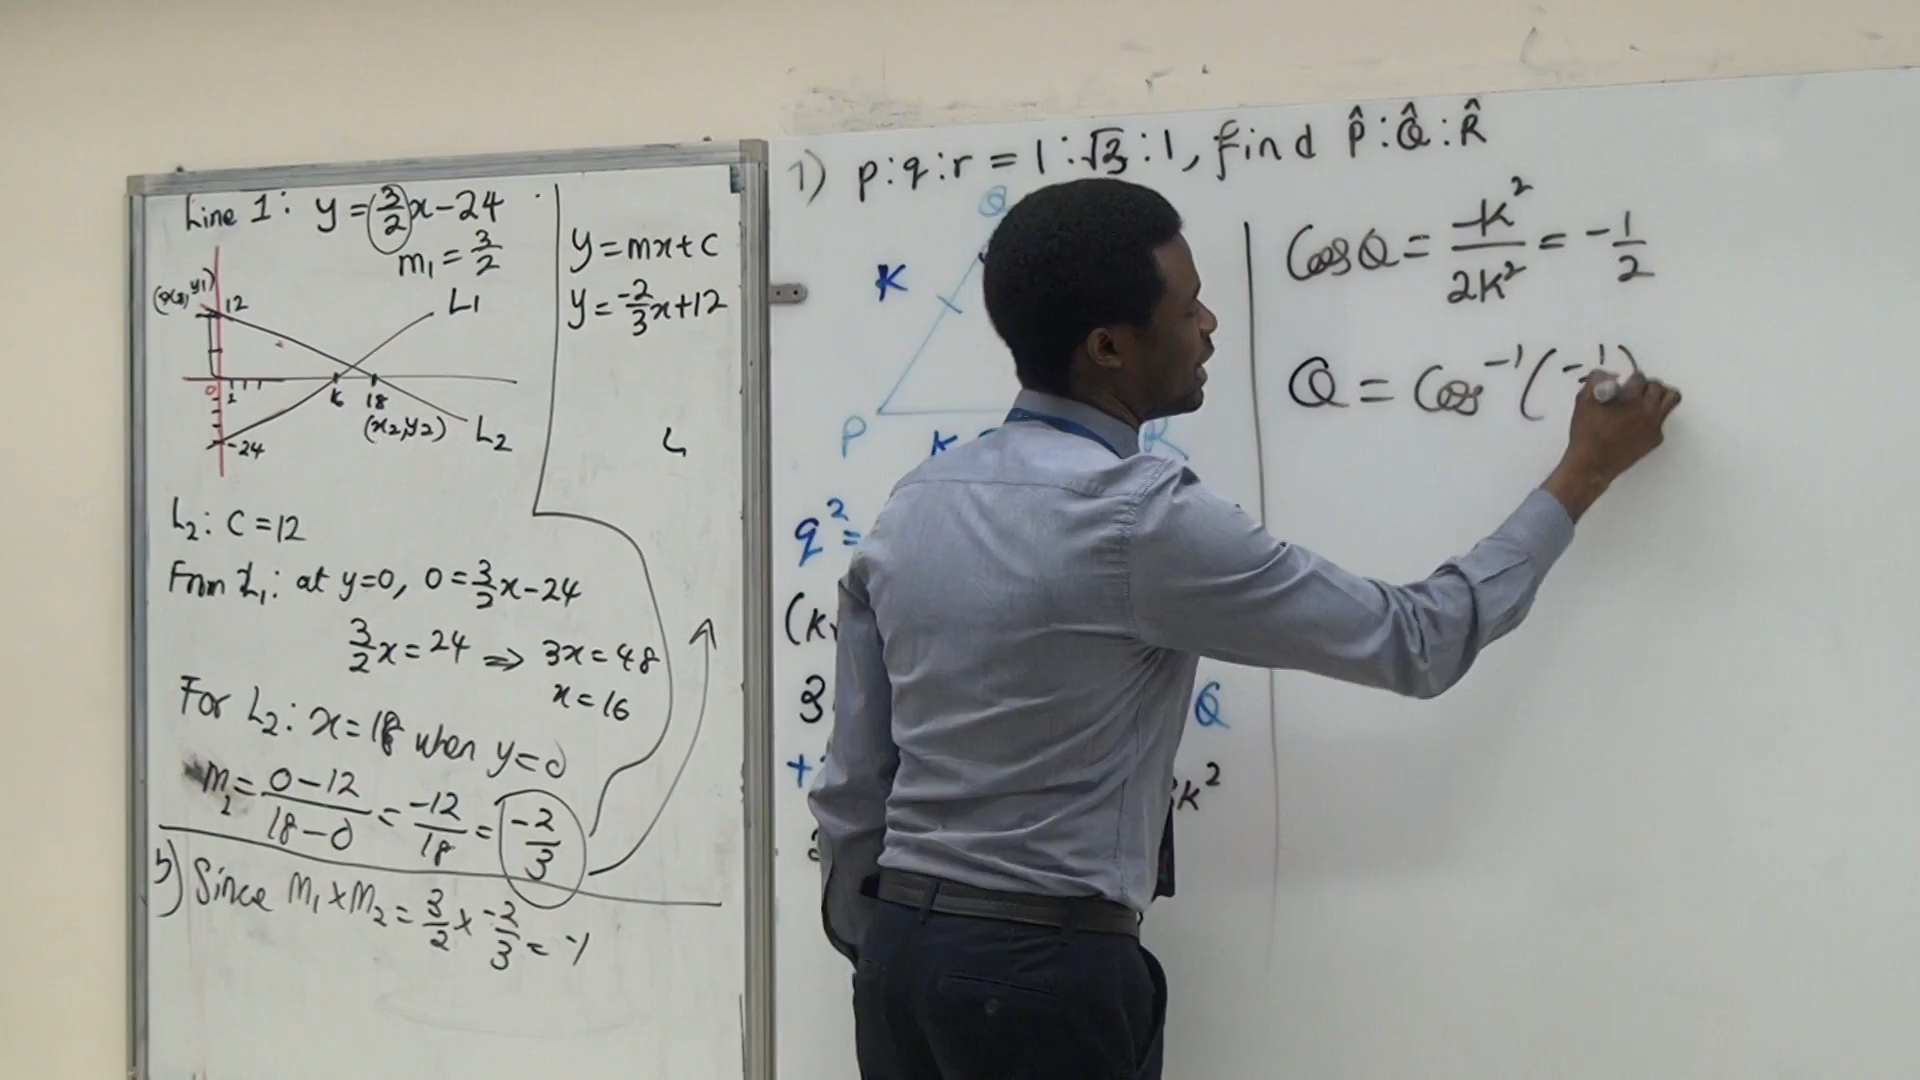 Line 1: y = 3/2 x - 24
m₁ = 3/2
y = mx + c
y = -2/3 x + 12
12
L1
0
18
(x2, y2)
L2
-24
L
L₂: C = 12
From L₁: at y=0, 0 = 3/2 x - 24
3/2 x = 24 ⇒ 3x = 48
x = 16
For L₂: x = 18 when y = 0
m₂ = 0 - 12 / 18 - 0 = -12/18 = -2/3
b) Since m₁ x m₂ = 3/2 x -2/3 = -1
1) p : q : r = 1 : √3 : 1, find P̂ : Q̂ : R̂
Q
K
P
K
R
q² =
(K
3
Q
+
k²
Cos Q = -K² / 2K² = -1/2
Q = Cos⁻¹(-1